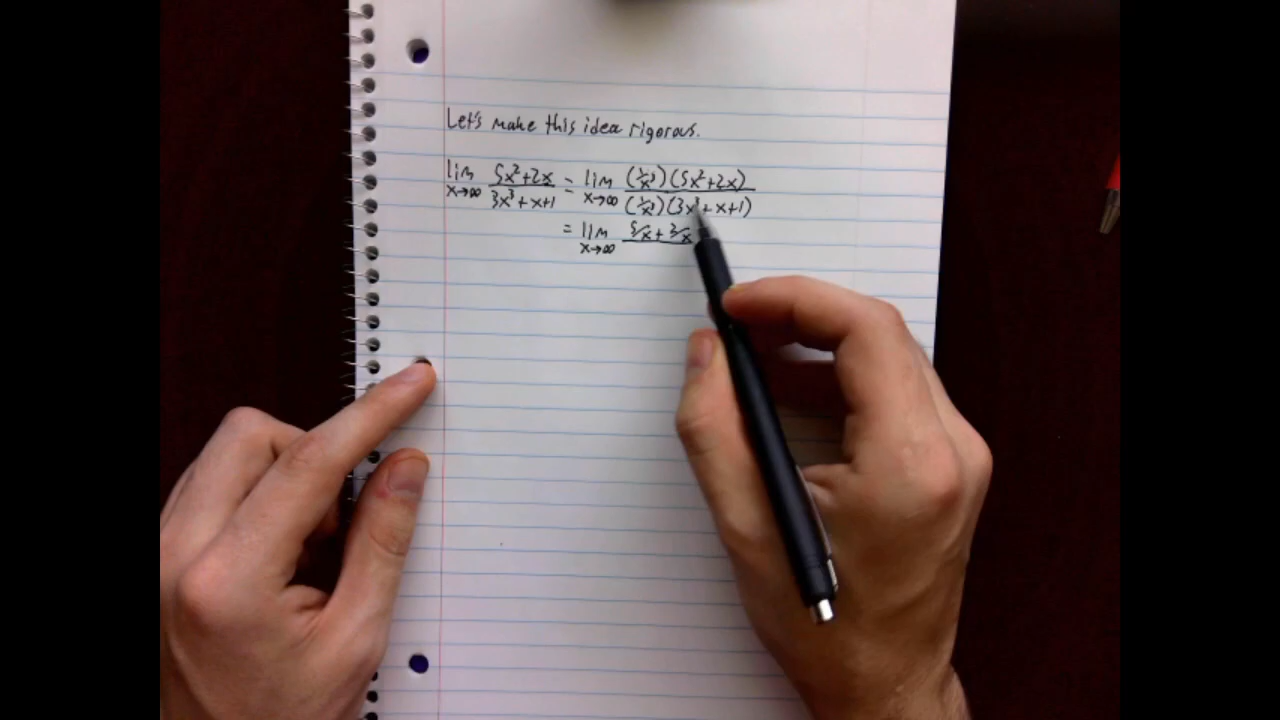 Let's make this idea rigorous.
lim x→∞ (5x²+2x)/(3x³+x+1) = lim x→∞ ((1/x³)(5x²+2x))/((1/x³)(3x³+x+1))
= lim x→∞ 5/x + 2/x